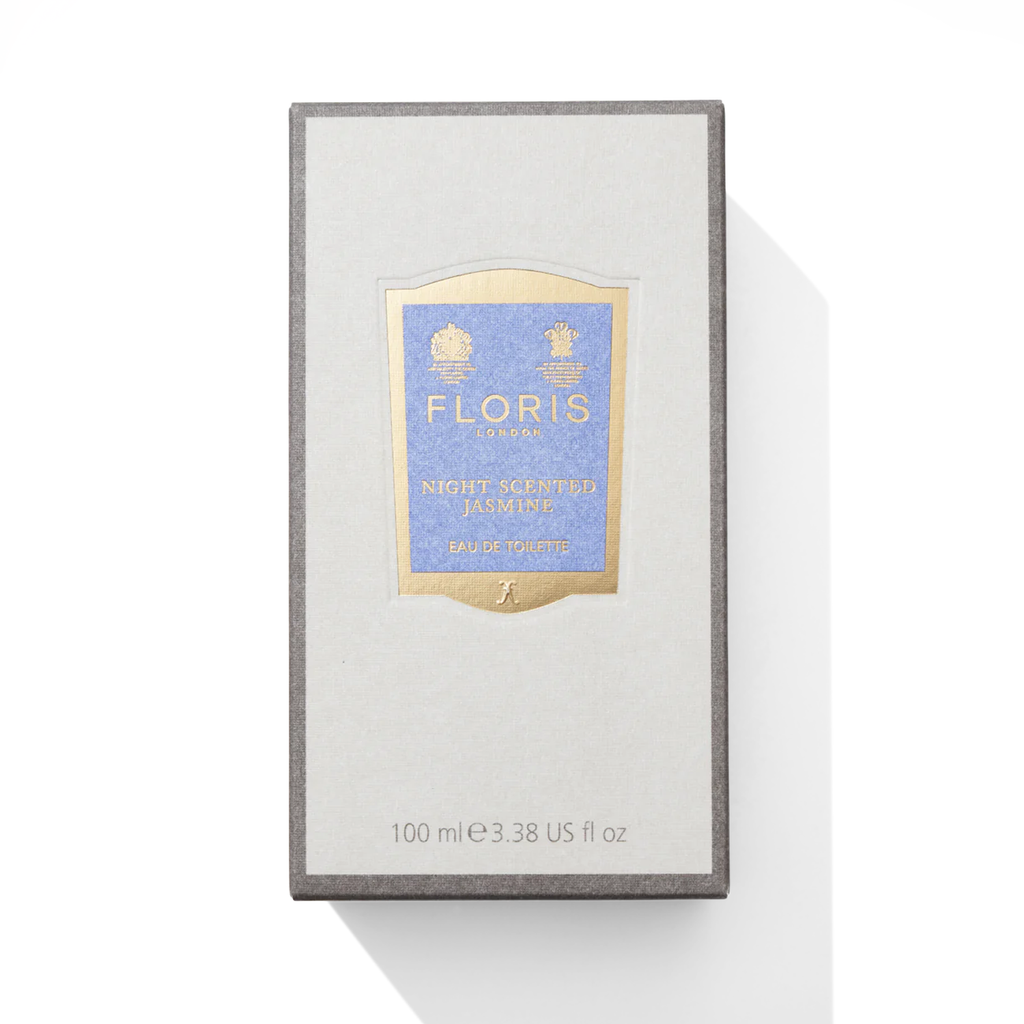 FLORIS
LONDON
NIGHT SCENTED
JASMINE
EAU DE TOILETTE
100 ml ℮ 3.38 US fl oz